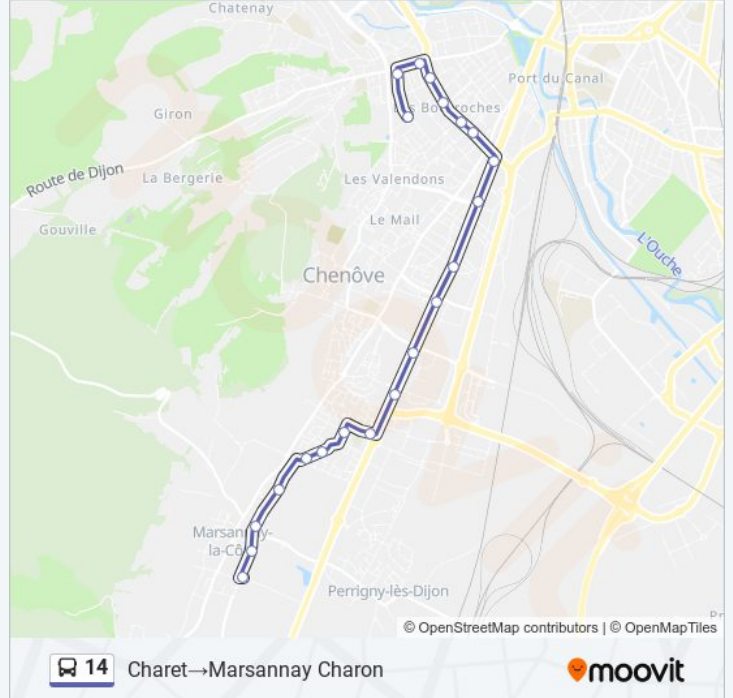 Chatenay
Port du Canal
Les Bourroches
Giron
Route de Dijon
La Bergerie
Les Valendons
Le Mail
Gouville
L'Ouche
Chenôve
Marsannay-
la-Côte
Perrigny-lès-Dijon
© OpenStreetMap contributors | © OpenMapTiles
14 Charet→Marsannay Charon
moovit